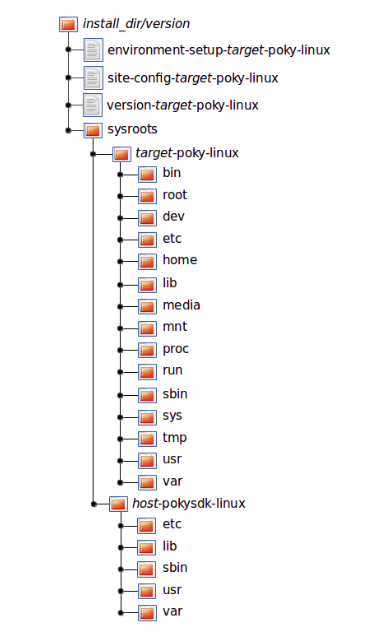 install_dir/version
environment-setup-target-poky-linux
site-config-target-poky-linux
version-target-poky-linux
sysroots
target-poky-linux
bin
root
dev
etc
home
lib
media
mnt
proc
run
sbin
sys
tmp
usr
var
host-pokysdk-linux
etc
lib
sbin
usr
var